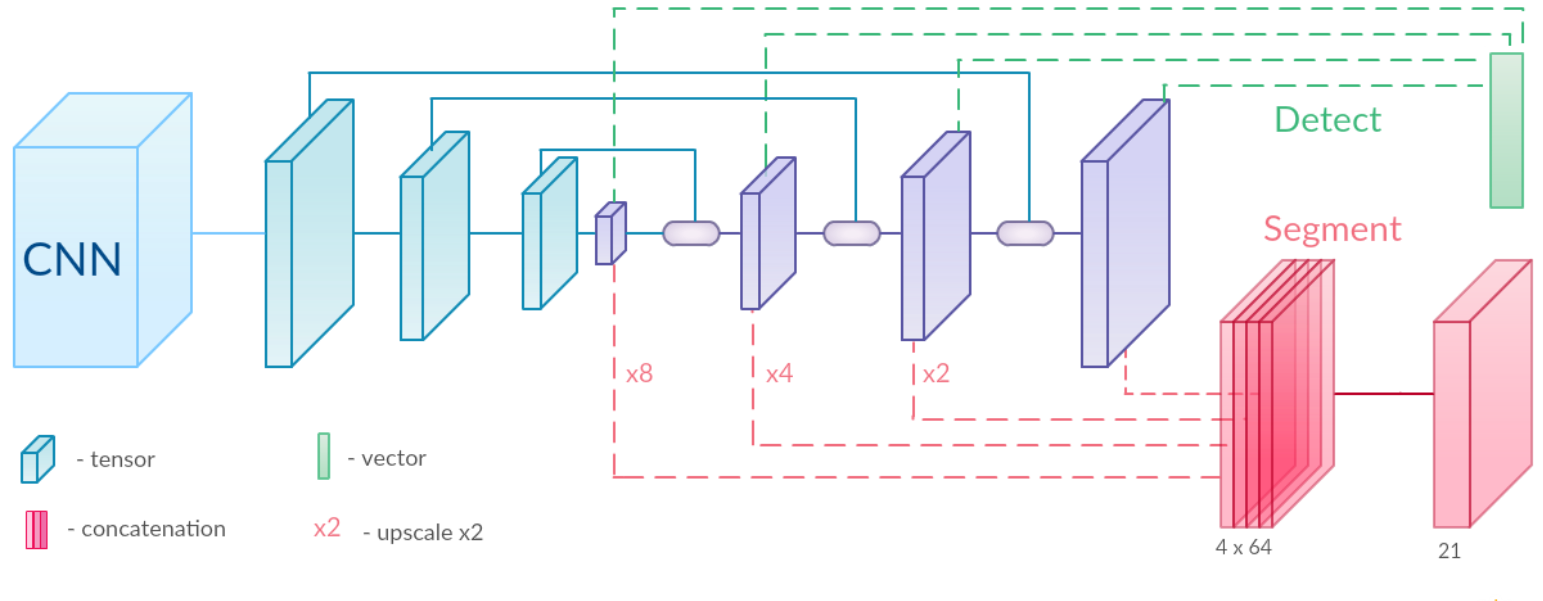 CNN
Detect
Segment
x8
x4
x2
4 x 64
21
- tensor
- vector
- concatenation
x2 - upscale x2